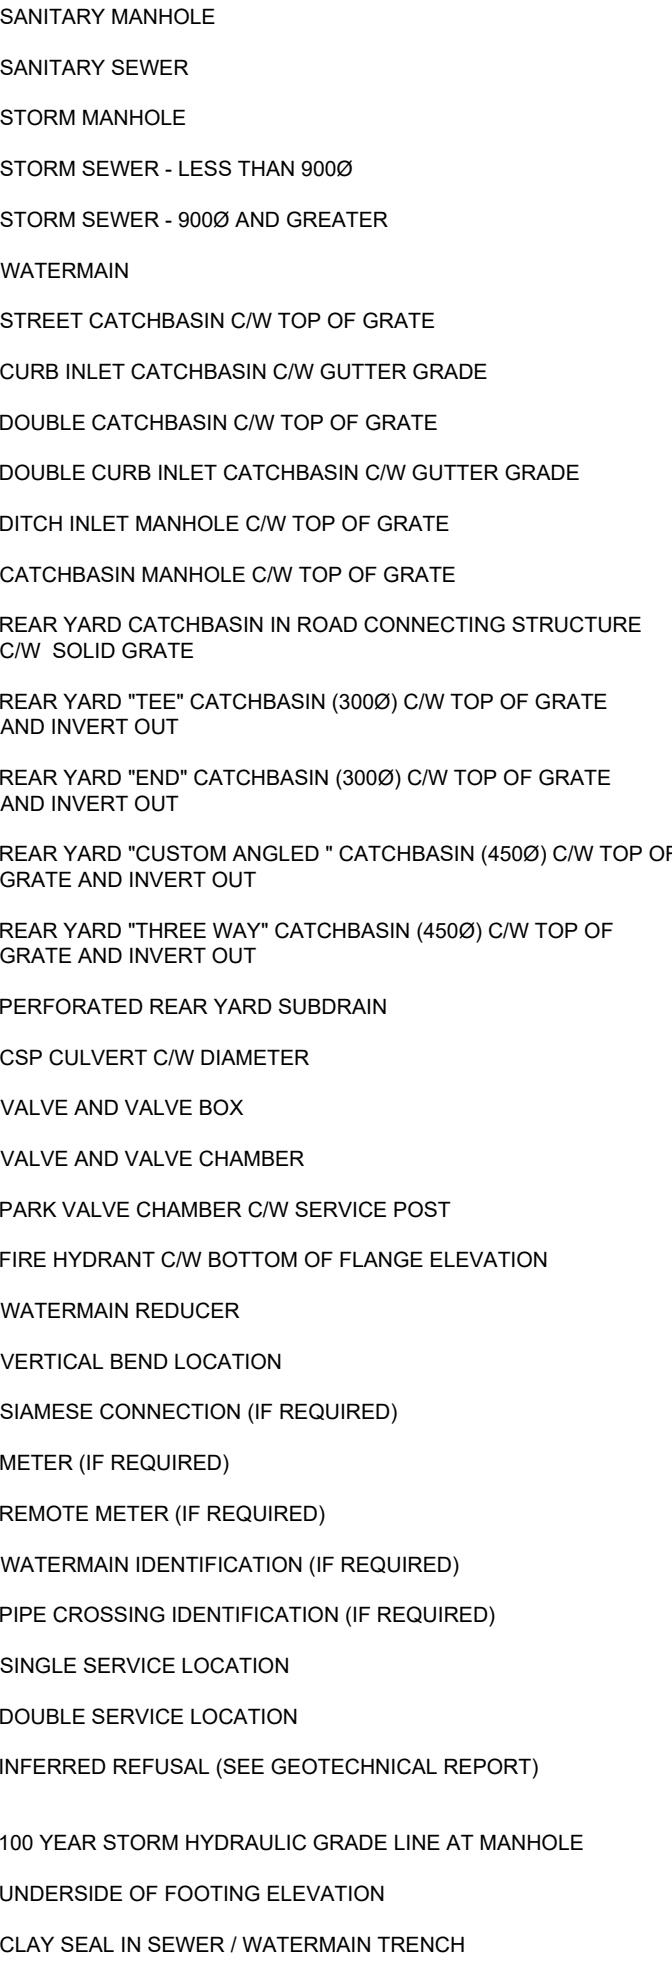 SANITARY MANHOLE
SANITARY SEWER
STORM MANHOLE
STORM SEWER - LESS THAN 900Ø
STORM SEWER - 900Ø AND GREATER
WATERMAIN
STREET CATCHBASIN C/W TOP OF GRATE
CURB INLET CATCHBASIN C/W GUTTER GRADE
DOUBLE CATCHBASIN C/W TOP OF GRATE
DOUBLE CURB INLET CATCHBASIN C/W GUTTER GRADE
DITCH INLET MANHOLE C/W TOP OF GRATE
CATCHBASIN MANHOLE C/W TOP OF GRATE
REAR YARD CATCHBASIN IN ROAD CONNECTING STRUCTURE
C/W SOLID GRATE
REAR YARD "TEE" CATCHBASIN (300Ø) C/W TOP OF GRATE
AND INVERT OUT
REAR YARD "END" CATCHBASIN (300Ø) C/W TOP OF GRATE
AND INVERT OUT
REAR YARD "CUSTOM ANGLED " CATCHBASIN (450Ø) C/W TOP OF
GRATE AND INVERT OUT
REAR YARD "THREE WAY" CATCHBASIN (450Ø) C/W TOP OF
GRATE AND INVERT OUT
PERFORATED REAR YARD SUBDRAIN
CSP CULVERT C/W DIAMETER
VALVE AND VALVE BOX
VALVE AND VALVE CHAMBER
PARK VALVE CHAMBER C/W SERVICE POST
FIRE HYDRANT C/W BOTTOM OF FLANGE ELEVATION
WATERMAIN REDUCER
VERTICAL BEND LOCATION
SIAMESE CONNECTION (IF REQUIRED)
METER (IF REQUIRED)
REMOTE METER (IF REQUIRED)
WATERMAIN IDENTIFICATION (IF REQUIRED)
PIPE CROSSING IDENTIFICATION (IF REQUIRED)
SINGLE SERVICE LOCATION
DOUBLE SERVICE LOCATION
INFERRED REFUSAL (SEE GEOTECHNICAL REPORT)
100 YEAR STORM HYDRAULIC GRADE LINE AT MANHOLE
UNDERSIDE OF FOOTING ELEVATION
CLAY SEAL IN SEWER / WATERMAIN TRENCH